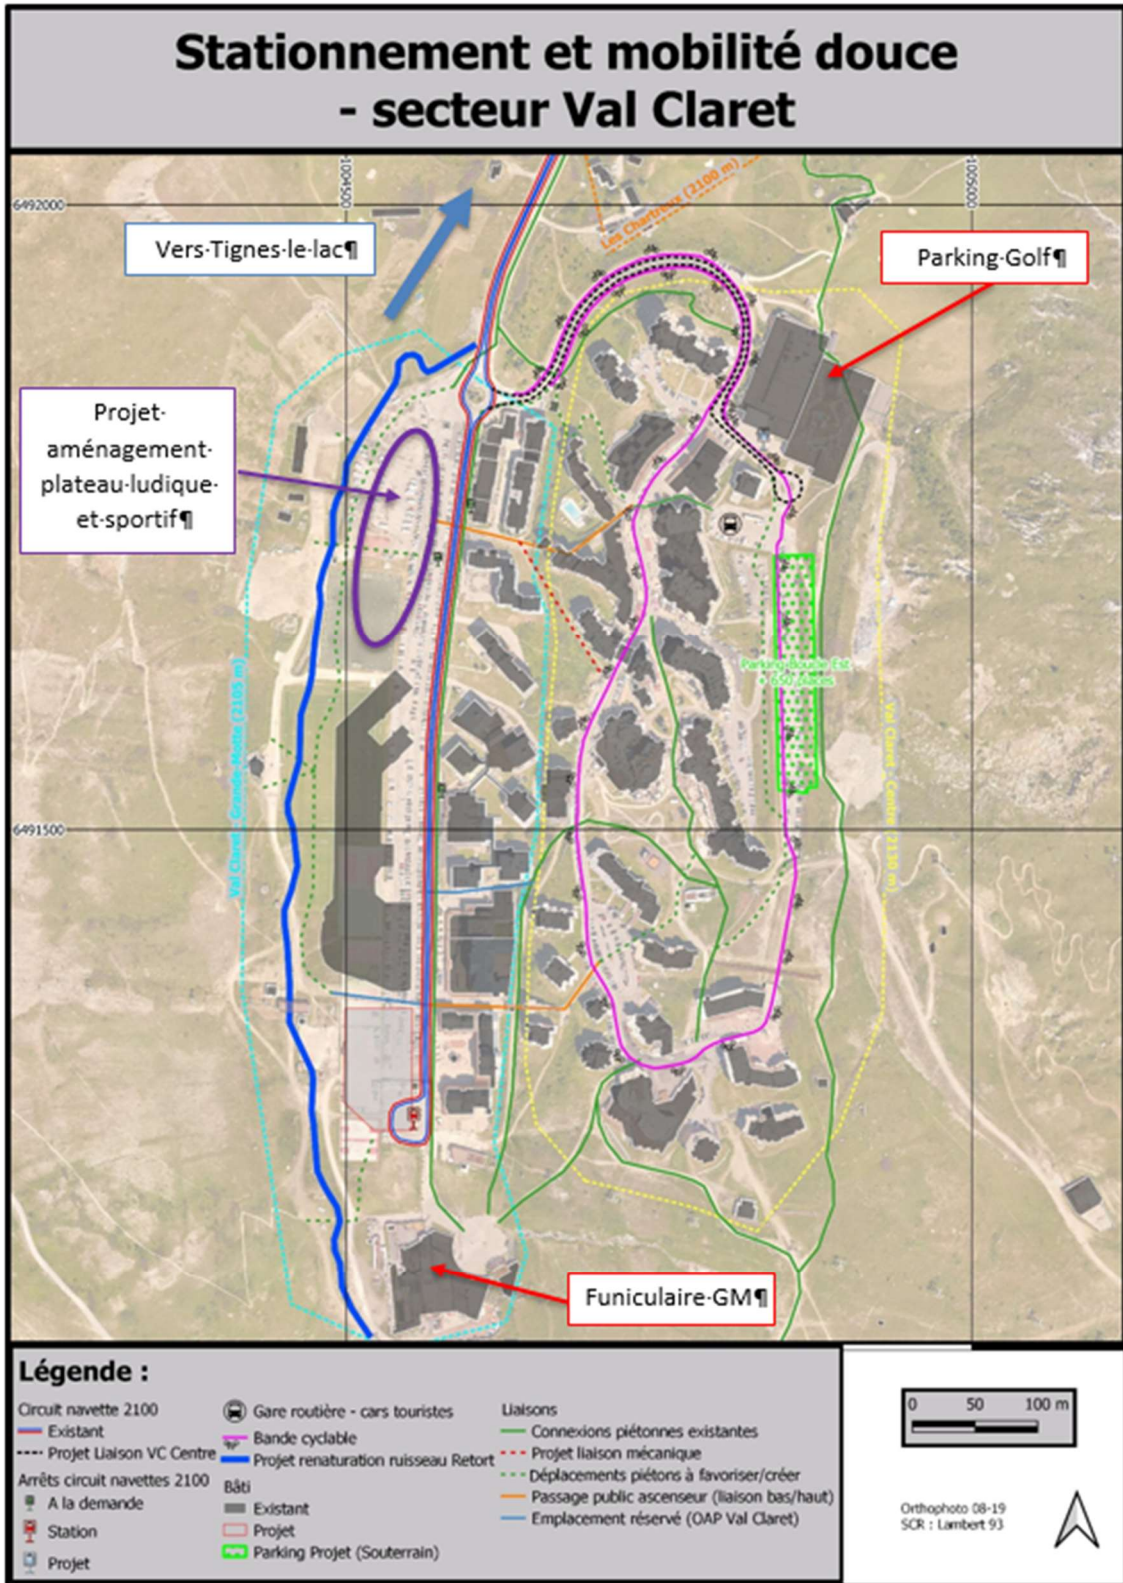 Stationnement et mobilité douce
- secteur Val Claret
1004500
1005000
6492000
Les Chartreux (2100 m)
Vers·Tignes·le·lac¶
Parking·Golf¶
Projet·
aménagement·
plateau·ludique·
et·sportif¶
Parking Boucle Est
+ 650 places
Val Claret - Grande Motte (2105 m)
Val Claret - Centre (2130 m)
6491500
Funiculaire·GM¶
Légende :
Circuit navette 2100
Existant
Projet Liaison VC Centre
Arrêts circuit navettes 2100
A la demande
Station
Projet
Gare routière - cars touristes
Bande cyclable
Projet renaturation ruisseau Retort
Bâti
Existant
Projet
Parking Projet (Souterrain)
Liaisons
Connexions piétonnes existantes
Projet liaison mécanique
Déplacements piétons à favoriser/créer
Passage public ascenseur (liaison bas/haut)
Emplacement réservé (OAP Val Claret)
0 50 100 m
Orthophoto 08-19
SCR : Lambert 93